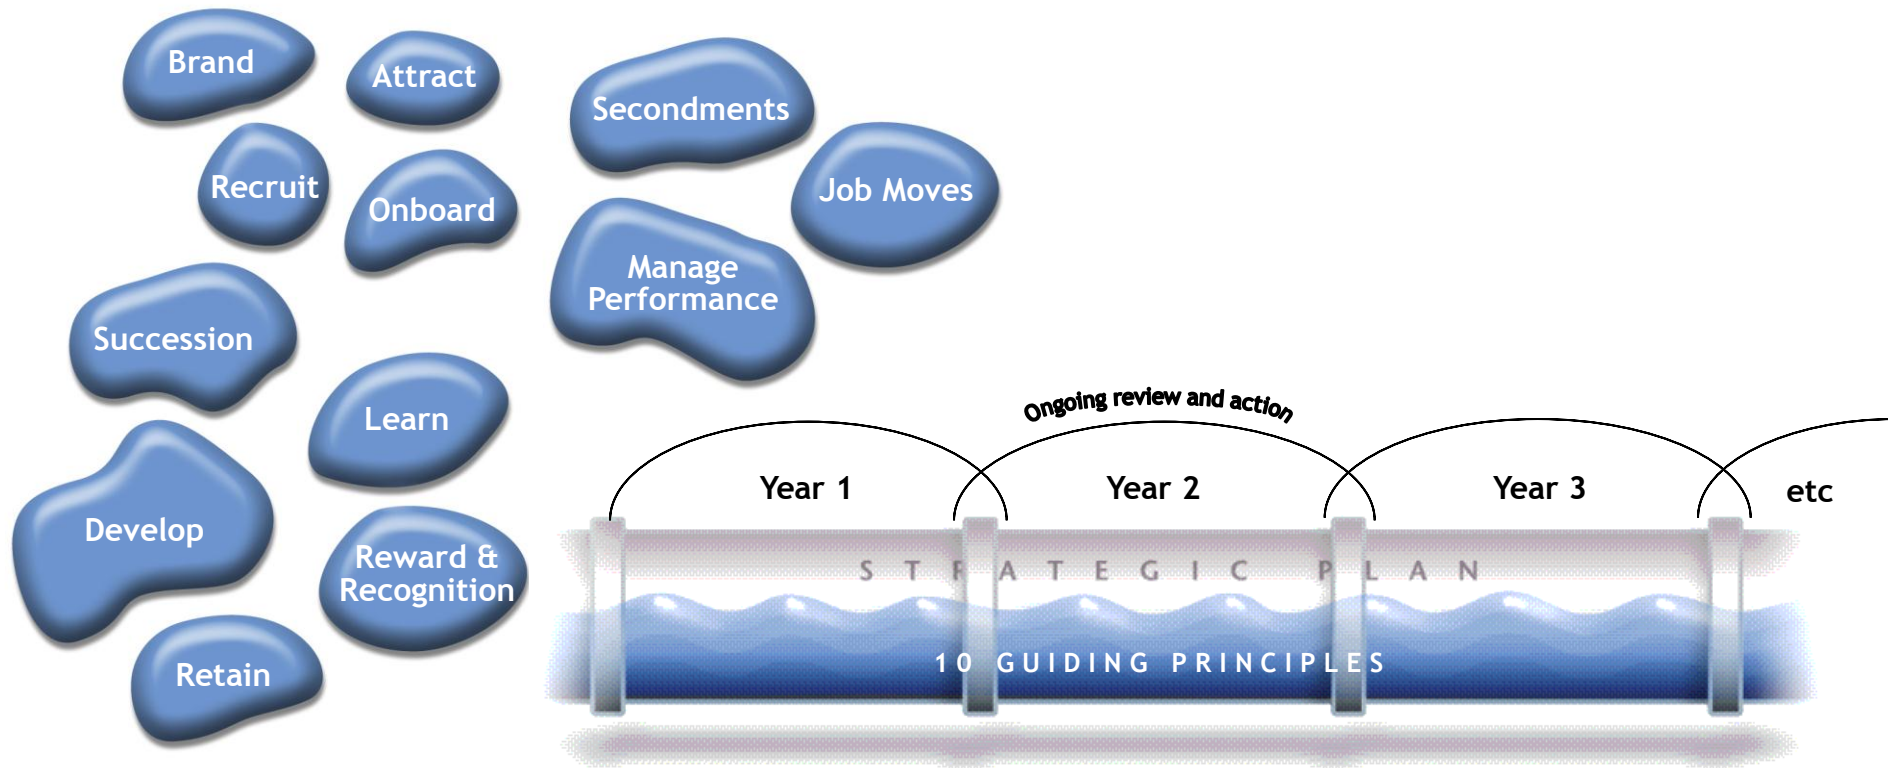 Brand
Attract
Recruit
Onboard
Secondments
Job Moves
Manage
Performance
Succession
Learn
Develop
Reward &
Recognition
Retain
Ongoing review and action
Year 1
Year 2
Year 3
etc
STRATEGIC PLAN
10 GUIDING PRINCIPLES